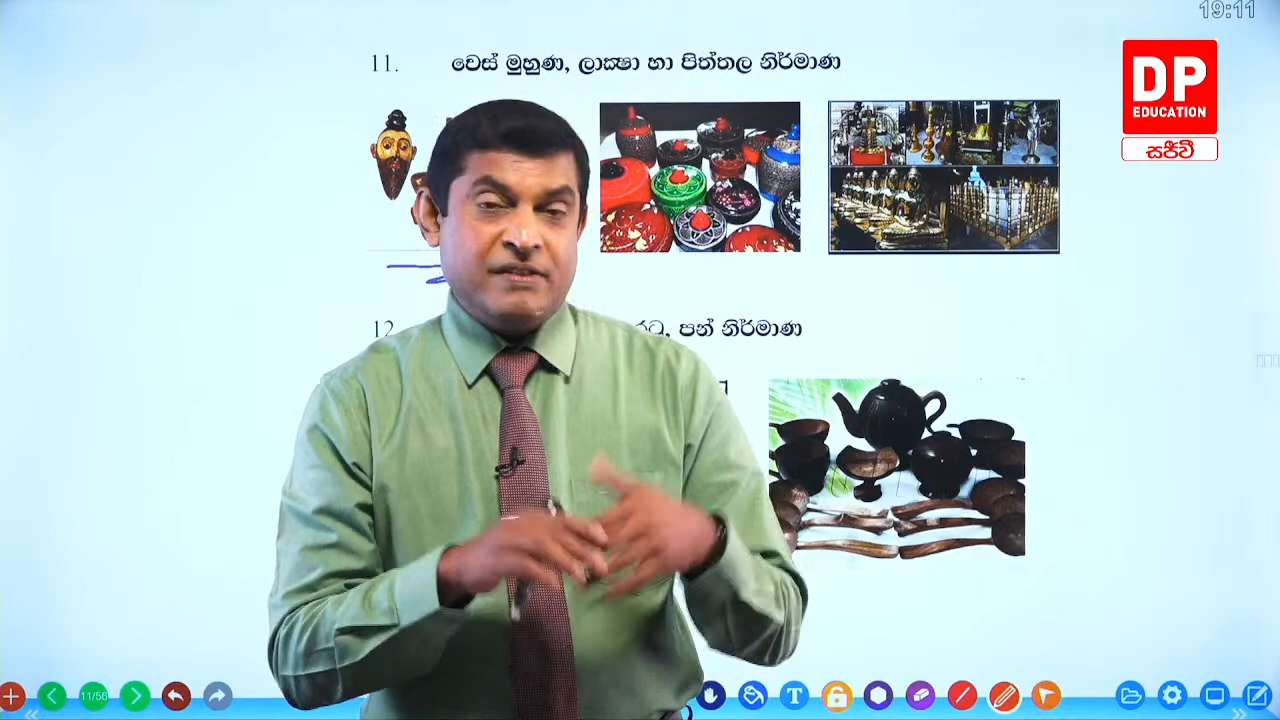 19:11
11. වෙස් මුහුණ, ලාක්‍ෂා හා පිත්තල නිර්මාණ
DP
EDUCATION
සජීවී
12
පන් නිර්මාණ
11/56
T